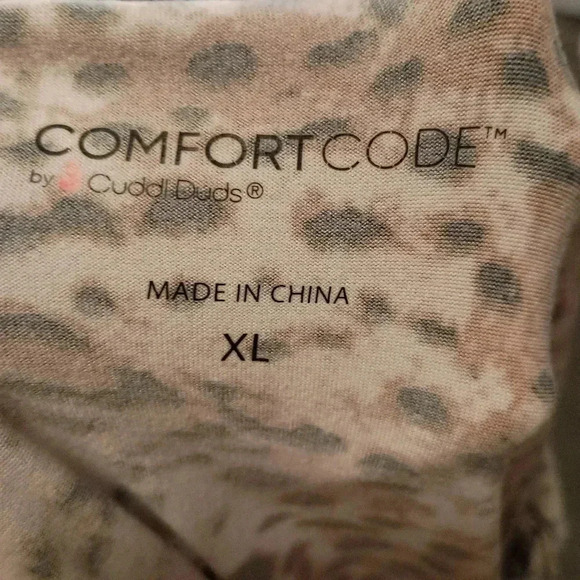 COMFORTCODE™
by Cuddl Duds®
MADE IN CHINA
XL